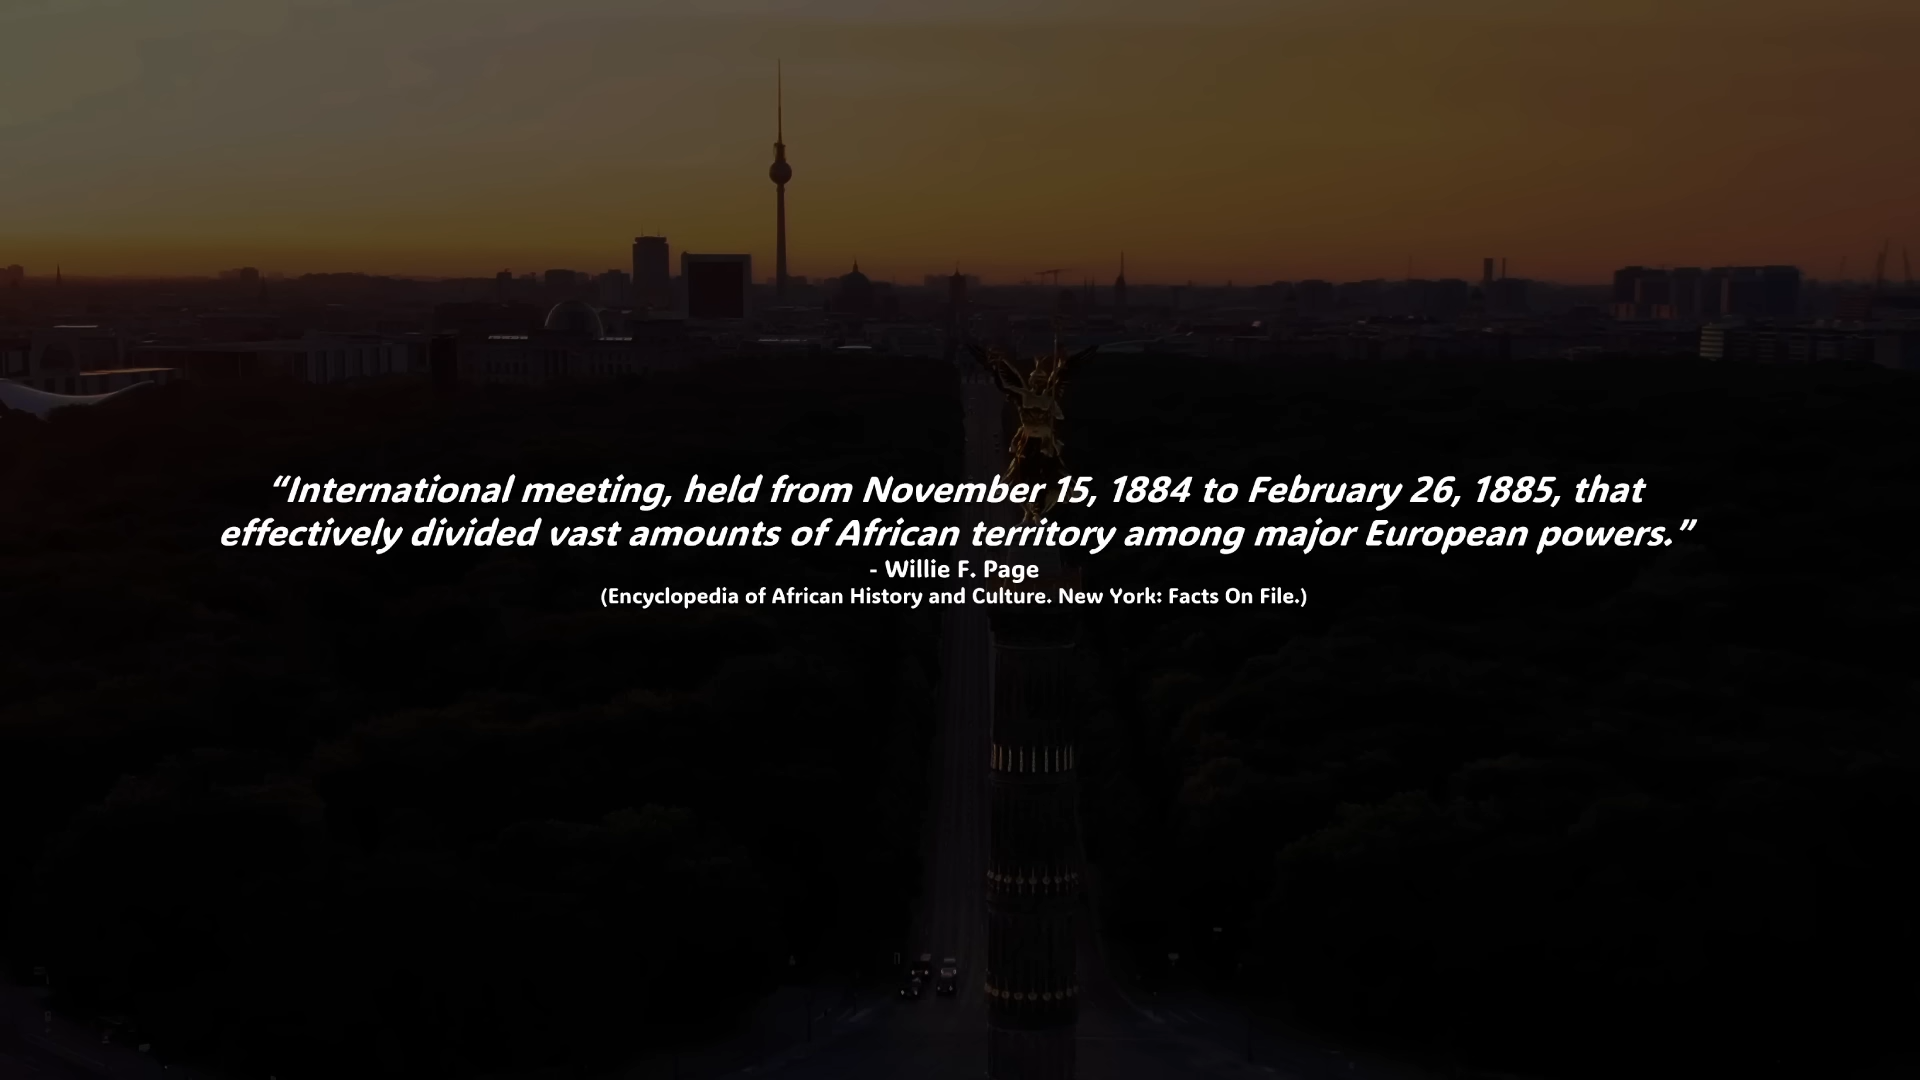 “International meeting, held from November 15, 1884 to February 26, 1885, that
effectively divided vast amounts of African territory among major European powers.”
- Willie F. Page
(Encyclopedia of African History and Culture. New York: Facts On File.)